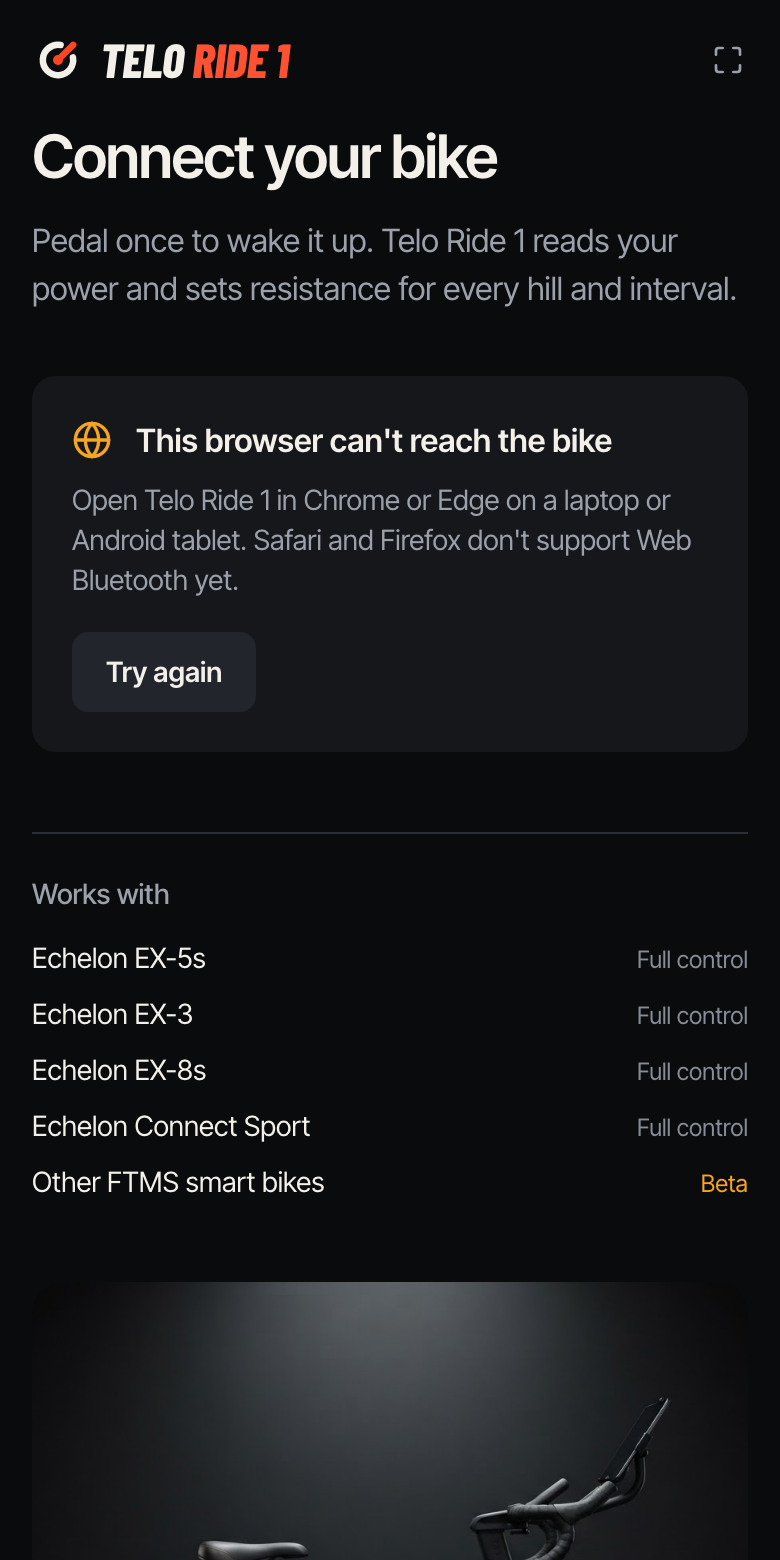 TELO RIDE 1
Connect your bike
Pedal once to wake it up. Telo Ride 1 reads your
power and sets resistance for every hill and interval.
This browser can't reach the bike
Open Telo Ride 1 in Chrome or Edge on a laptop or
Android tablet. Safari and Firefox don't support Web
Bluetooth yet.
Try again
Works with
Echelon EX-5s Full control
Echelon EX-3 Full control
Echelon EX-8s Full control
Echelon Connect Sport Full control
Other FTMS smart bikes Beta